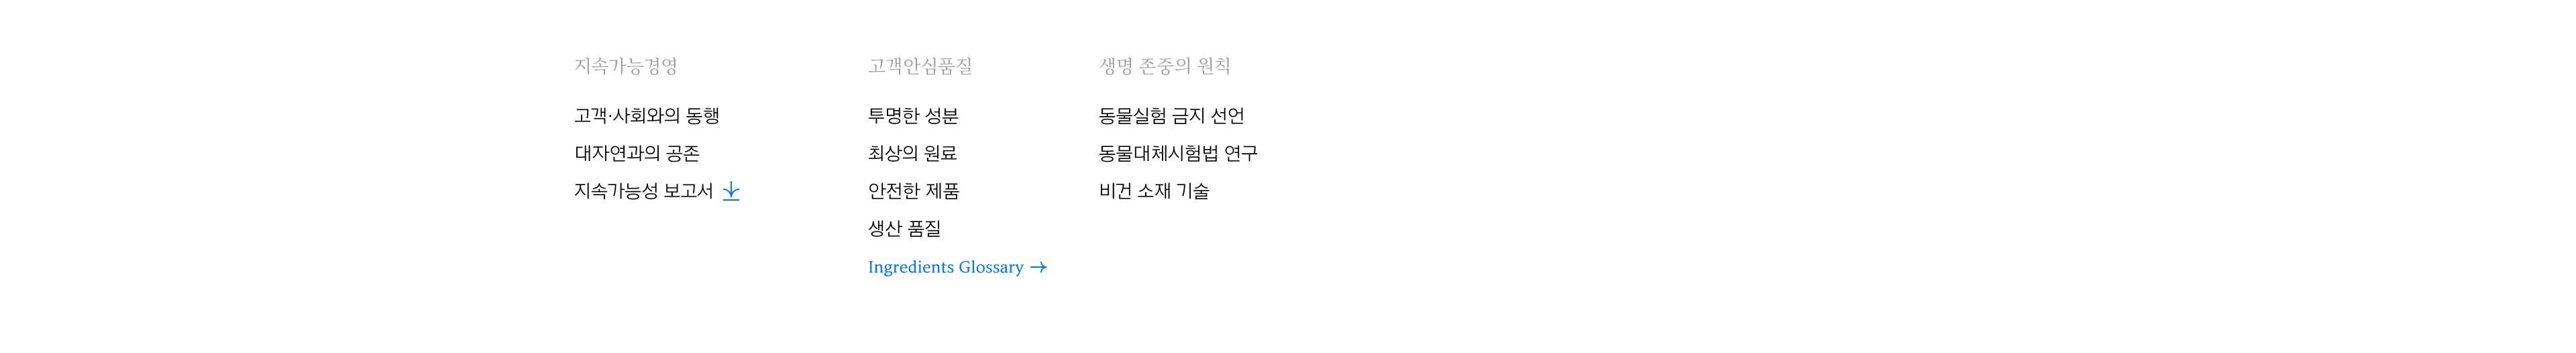 지속가능경영
고객·사회와의 동행
대자연과의 공존
지속가능성 보고서
고객안심품질
투명한 성분
최상의 원료
안전한 제품
생산 품질
Ingredients Glossary →
생명 존중의 원칙
동물실험 금지 선언
동물대체시험법 연구
비건 소재 기술